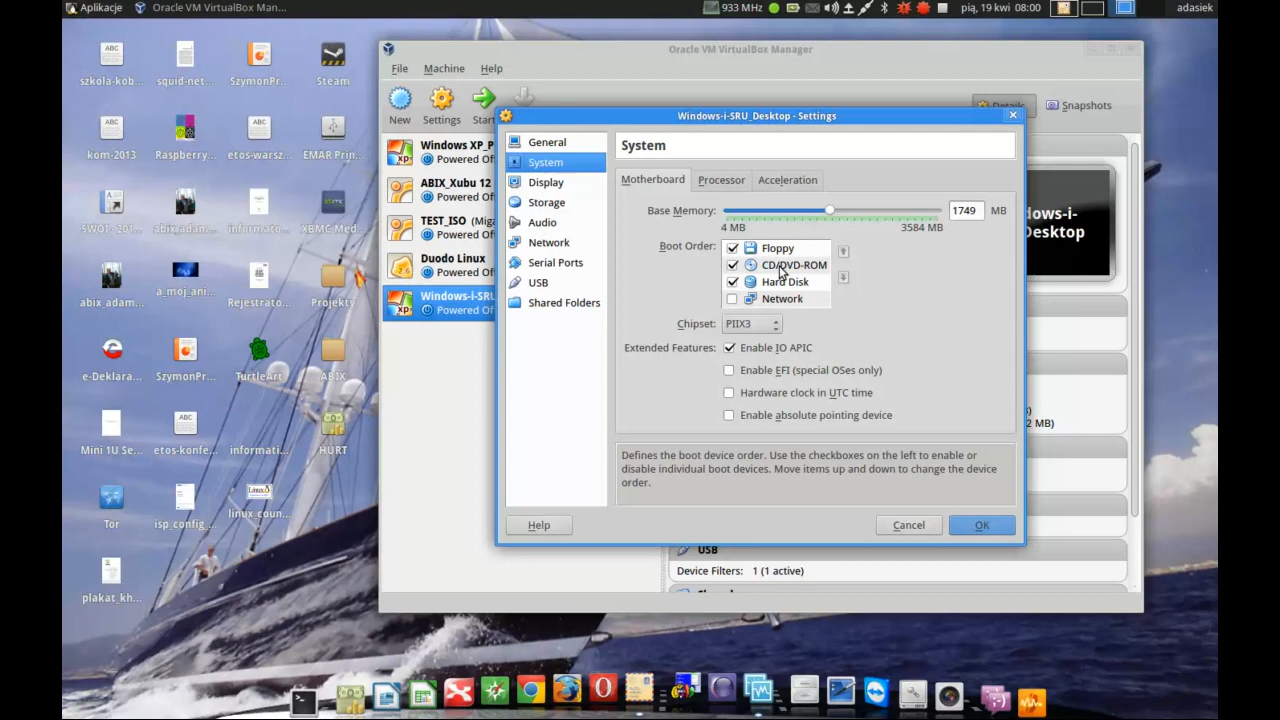 Aplikacje
Oracle VM VirtualBox Man...
933 MHz
pią, 19 kwi 08:00
adasiek
szkola-kob...
squid-net...
SzymonPr...
Steam
kom-2013
Raspberry...
etos-warsz...
EMAR Prin...
SWOI_-201...
abix_adam...
informato...
XBMC Med...
abix_adam...
a_moj_ani...
Rejestrato...
Projekty
e-Deklara...
SzymonPr...
TurtleArt
ABIX
Mini 1U Se...
etos-konfe...
informati...
HURT
Tor
isp_config_...
linux_coun...
plakat_kh...
Oracle VM VirtualBox Manager
File
Machine
Help
New
Settings
Start
Details
Snapshots
Windows XP_P
Powered Of
ABIX_Xubu 12
Powered Of
TEST_ISO (Miga
Powered Of
Duodo Linux
Powered Of
Windows-i-SRU
Powered Of
dows-i-
Desktop
2 MB)
USB
Device Filters: 1 (1 active)
Windows-i-SRU_Desktop - Settings
General
System
Display
Storage
Audio
Network
Serial Ports
USB
Shared Folders
System
Motherboard
Processor
Acceleration
Base Memory:
1749 MB
4 MB
3584 MB
Boot Order:
Floppy
CD/DVD-ROM
Hard Disk
Network
Chipset:
PIIX3
Extended Features:
Enable IO APIC
Enable EFI (special OSes only)
Hardware clock in UTC time
Enable absolute pointing device
Defines the boot device order. Use the checkboxes on the left to enable or
disable individual boot devices. Move items up and down to change the device
order.
Help
Cancel
OK